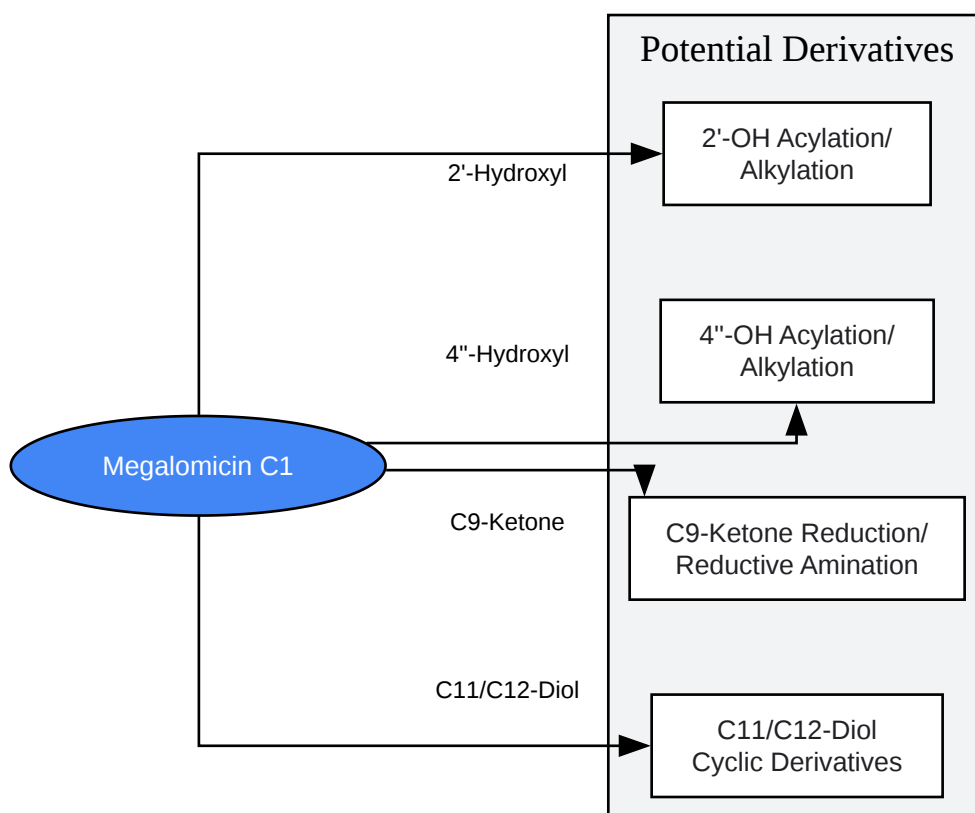 Potential Derivatives
2'-OH Acylation/
Alkylation
2'-Hydroxyl
4"-OH Acylation/
Alkylation
4"-Hydroxyl
Megalomicin C1
C9-Ketone
C9-Ketone Reduction/
Reductive Amination
C11/C12-Diol
C11/C12-Diol
Cyclic Derivatives